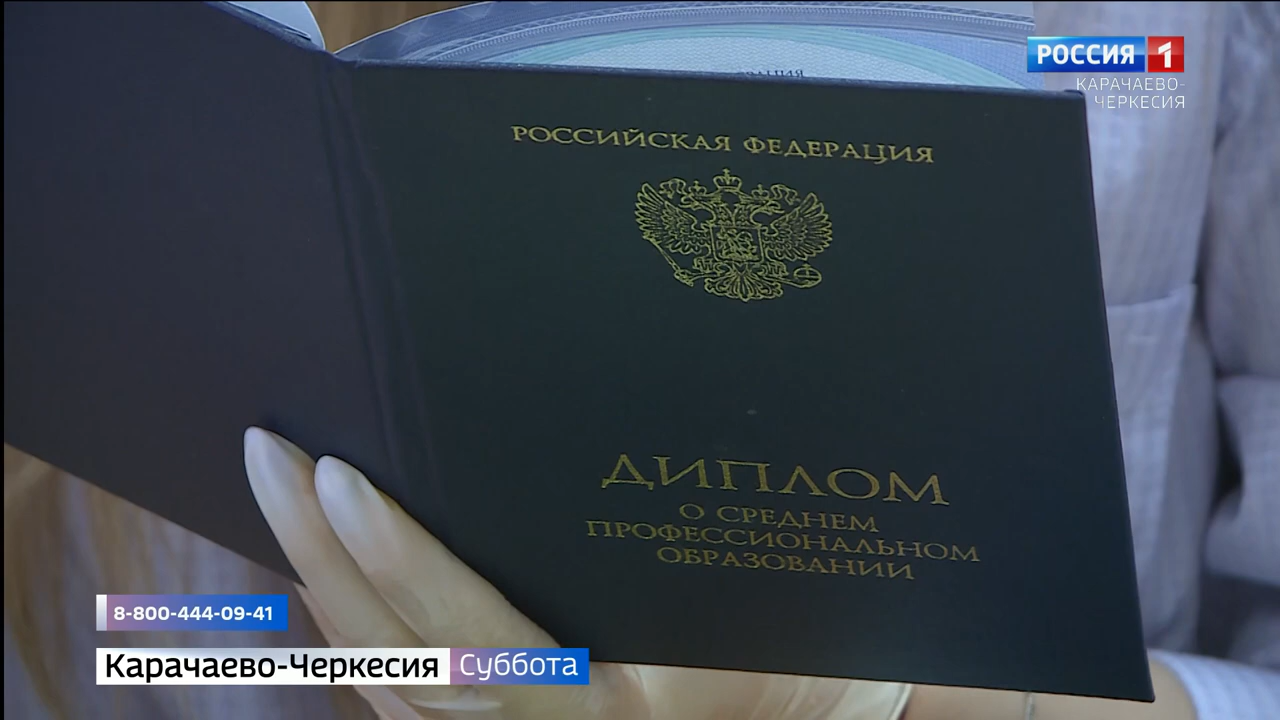 РОССИЯ 1
КАРАЧАЕВО-
ЧЕРКЕСИЯ
РОССИЙСКАЯ ФЕДЕРАЦИЯ
ДИПЛОМ
О СРЕДНЕМ
ПРОФЕССИОНАЛЬНОМ
ОБРАЗОВАНИИ
8-800-444-09-41
Карачаево-Черкесия Суббота